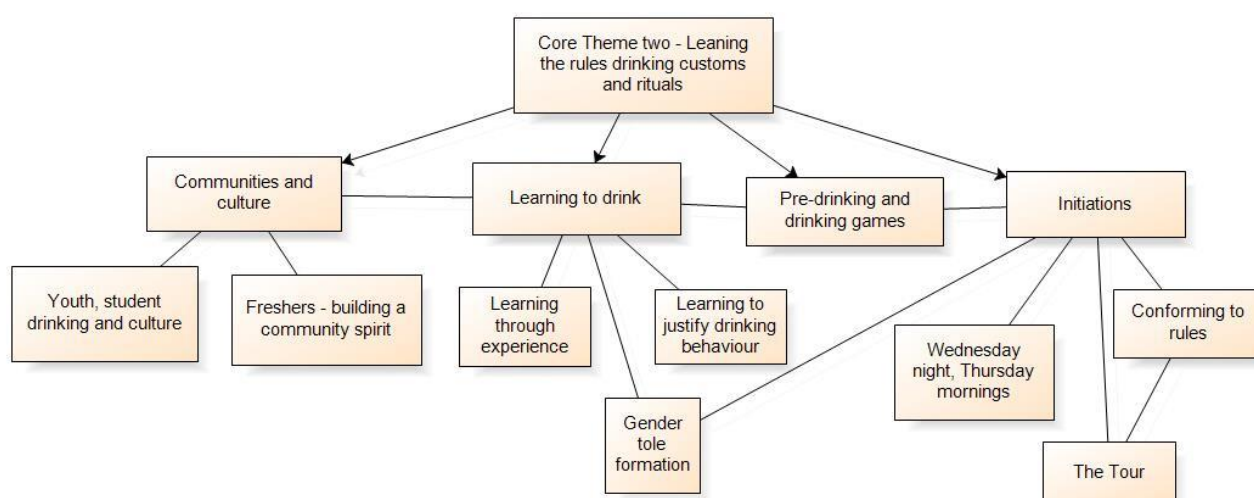 Core Theme two - Leaning
the rules drinking customs
and rituals
Communities and
culture
Learning to drink
Pre-drinking and
drinking games
Initiations
Youth, student
drinking and culture
Freshers - building a
community spirit
Learning
through
experience
Learning to
justify drinking
behaviour
Gender
tole
formation
Wednesday
night, Thursday
mornings
Conforming to
rules
The Tour